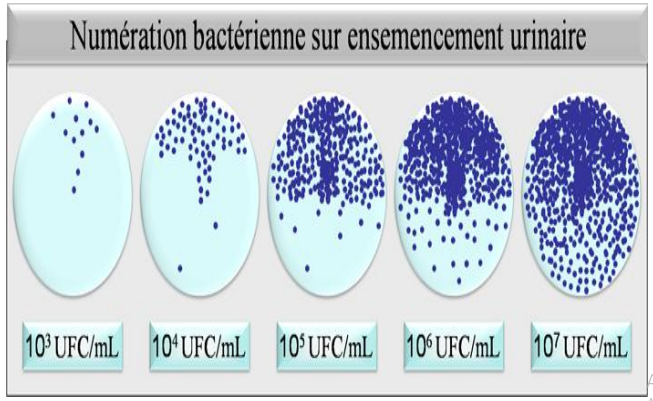 Numération bactérienne sur ensemencement urinaire
10³ UFC/mL
10⁴ UFC/mL
10⁵ UFC/mL
10⁶ UFC/mL
10⁷ UFC/mL